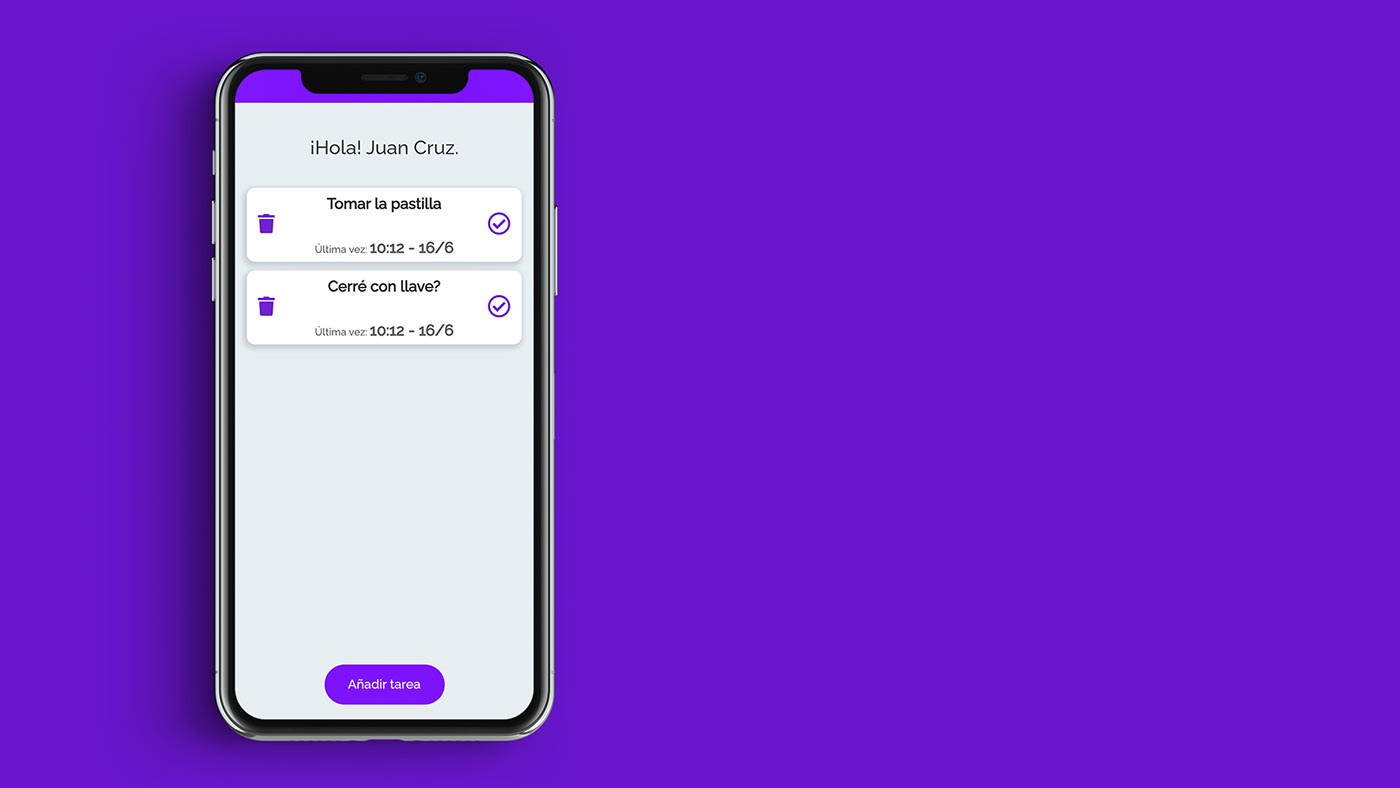 ¡Hola! Juan Cruz.
Tomar la pastilla
Última vez: 10:12 - 16/6
Cerré con llave?
Última vez: 10:12 - 16/6
Añadir tarea